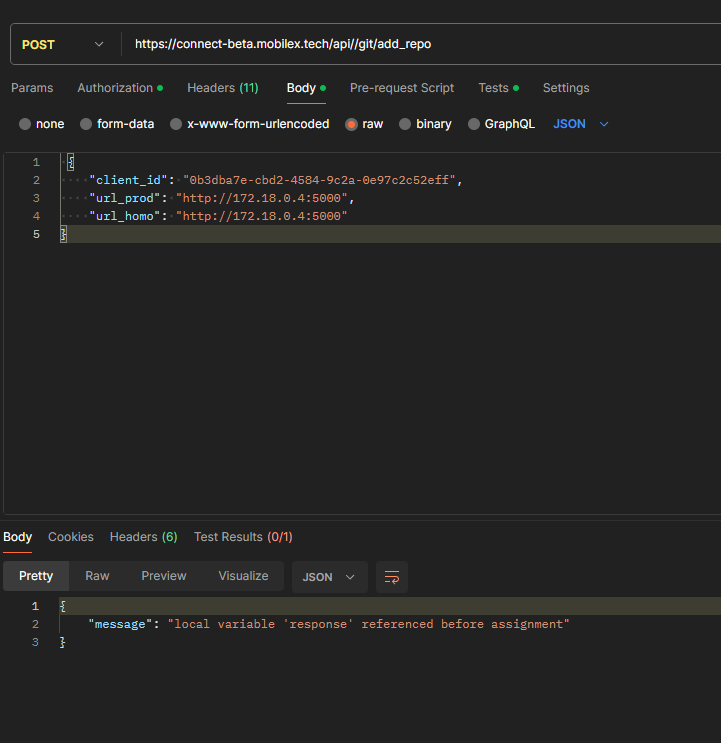 POST https://connect-beta.mobilex.tech/api//git/add_repo
Params Authorization Headers (11) Body Pre-request Script Tests Settings
none form-data x-www-form-urlencoded raw binary GraphQL JSON
1 {
2 "client_id": "0b3dba7e-cbd2-4584-9c2a-0e97c2c52eff",
3 "url_prod": "http://172.18.0.4:5000",
4 "url_homo": "http://172.18.0.4:5000"
5 }
Body Cookies Headers (6) Test Results (0/1)
Pretty Raw Preview Visualize JSON
1 {
2 "message": "local variable 'response' referenced before assignment"
3 }